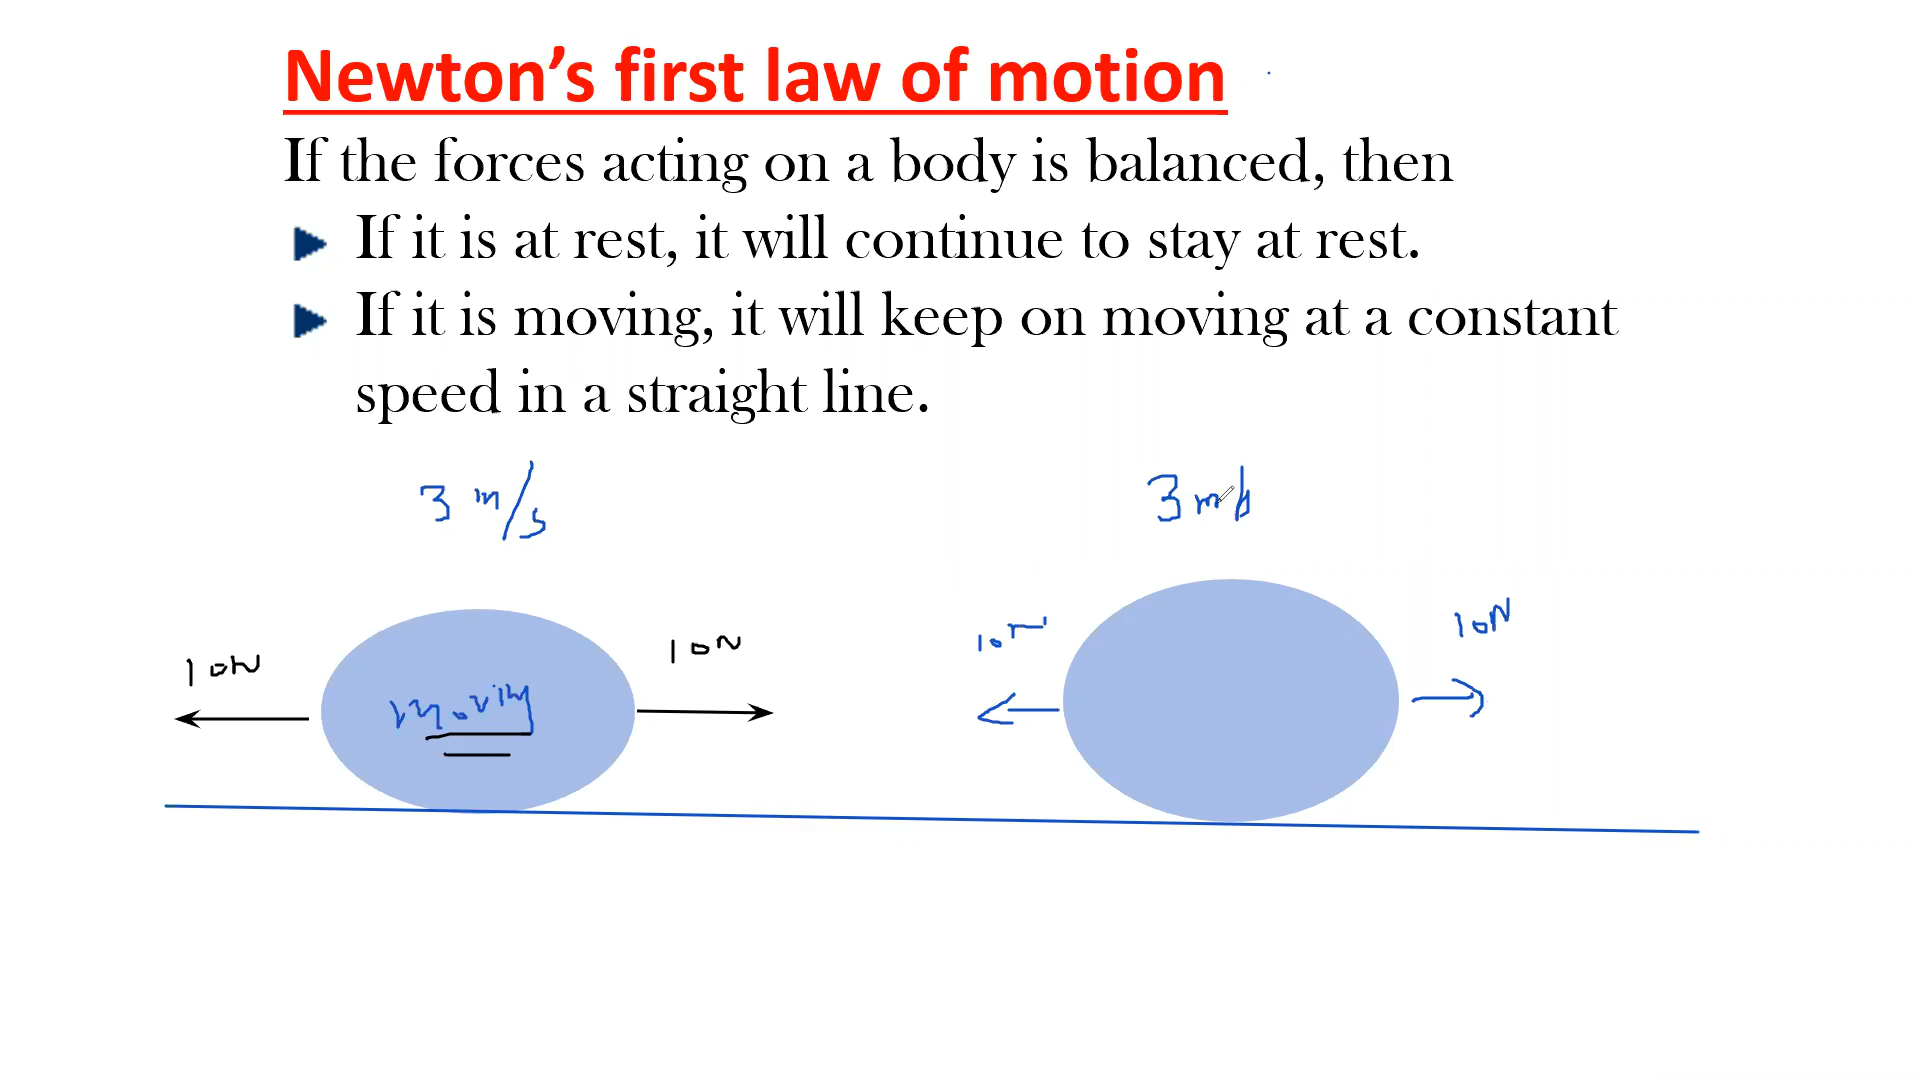 Newton’s first law of motion
If the forces acting on a body is balanced, then
If it is at rest, it will continue to stay at rest.
If it is moving, it will keep on moving at a constant
speed in a straight line.
3 m/s
3 m/s
10N
moving
10N
10N
10N